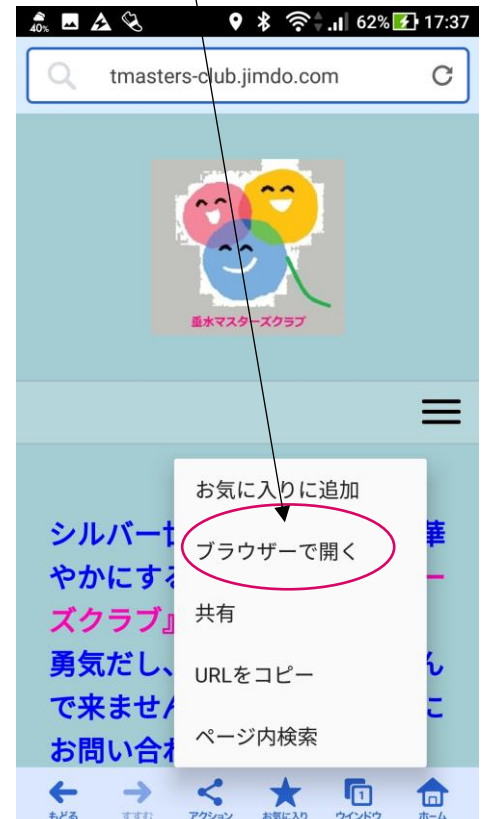 40%
62% 17:37
tmasters-club.jimdo.com
垂水マスターズクラブ
お気に入りに追加
ブラウザーで開く
共有
URLをコピー
ページ内検索
シルバー
華
やかにする
ー
ズクラブ』
勇気だし、
ん
で来ません
に
お問い合わ
1
もどる
すすむ
アクション
お気に入り
ウインドウ
ホーム